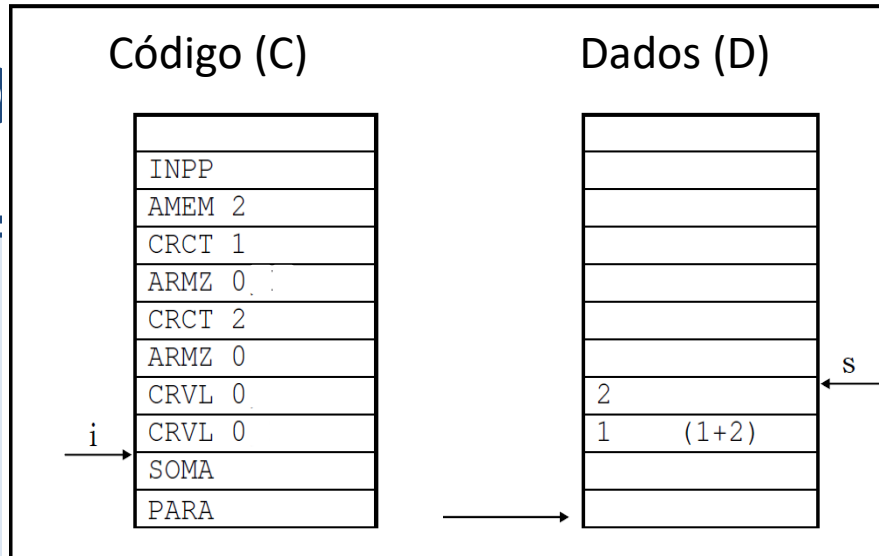 Código (C)
Dados (D)
INPP
AMEM 2
CRCT 1
ARMZ 0
CRCT 2
ARMZ 0
CRVL 0
CRVL 0
SOMA
PARA
i
2
1 (1+2)
s